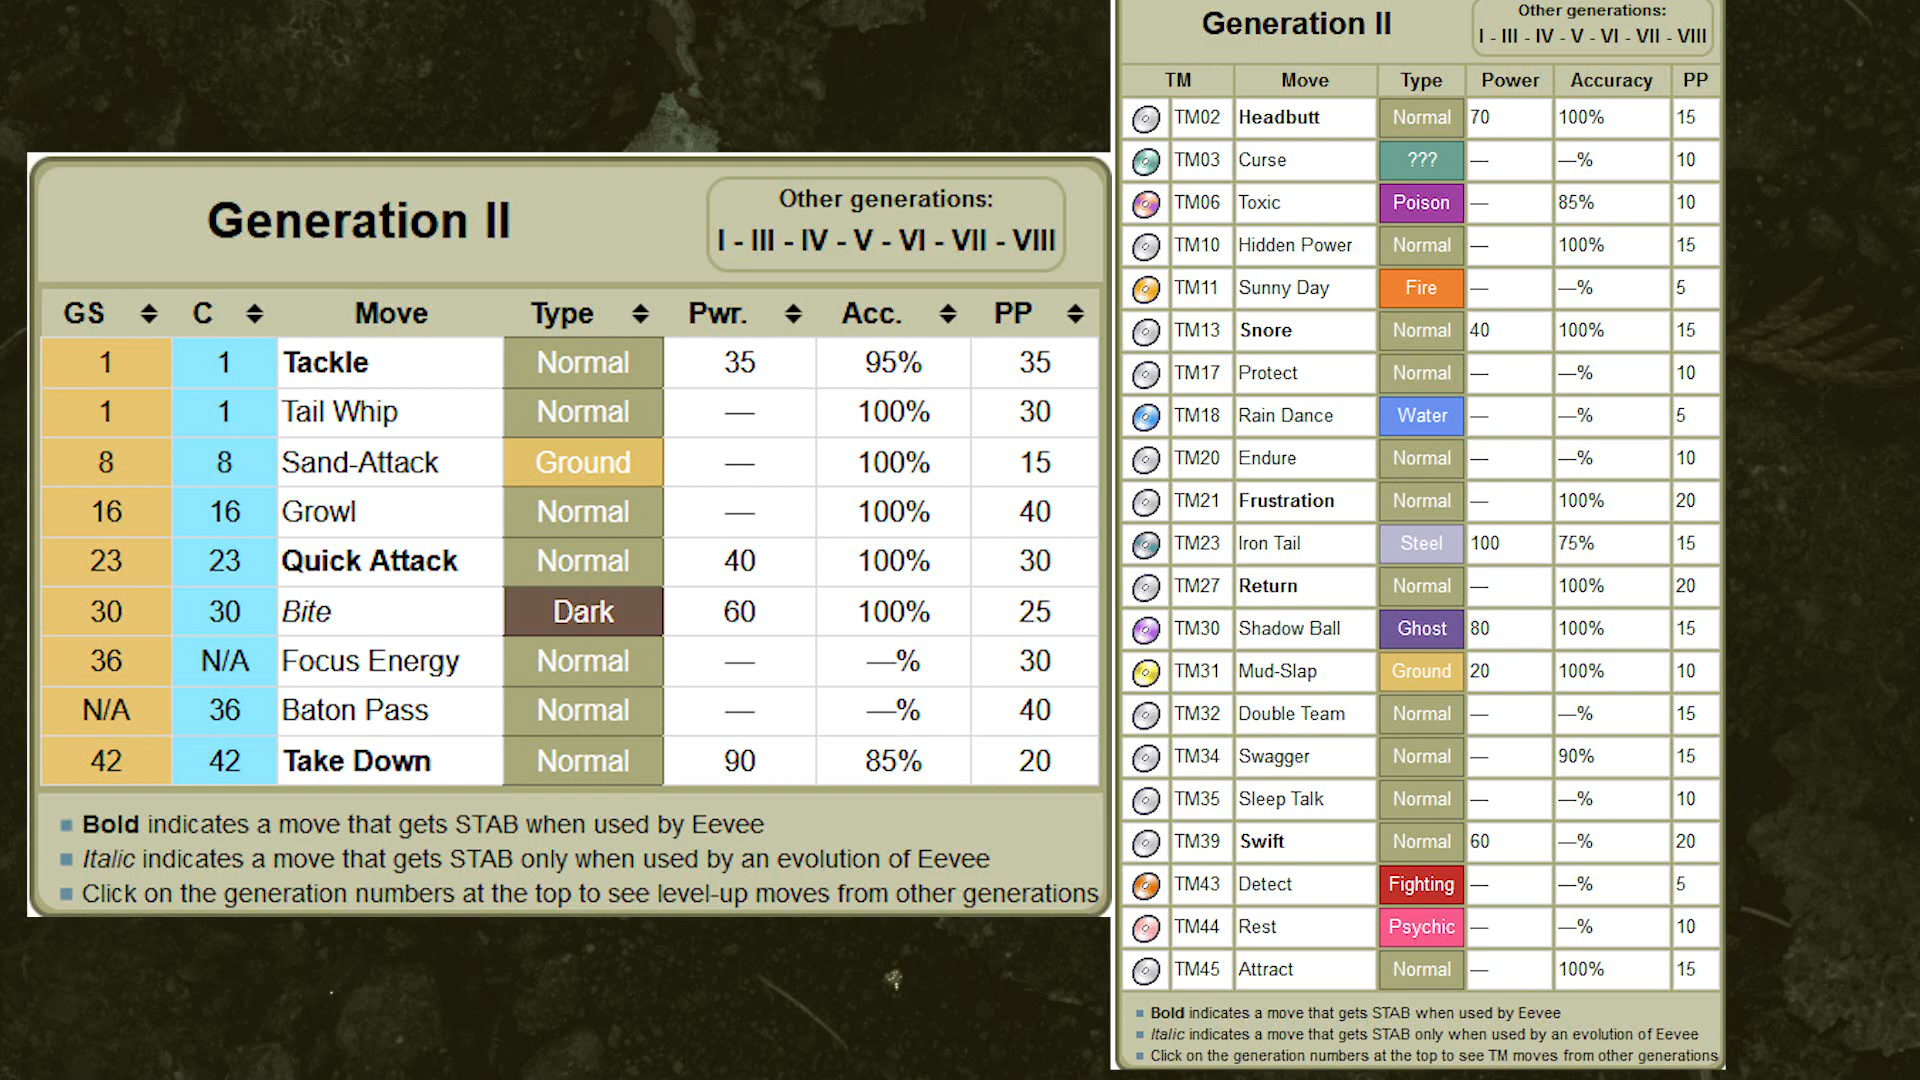 Generation II
Other generations:
I - III - IV - V - VI - VII - VIII
GS C Move Type Pwr. Acc. PP
1 1 Tackle Normal 35 95% 35
1 1 Tail Whip Normal — 100% 30
8 8 Sand-Attack Ground — 100% 15
16 16 Growl Normal — 100% 40
23 23 Quick Attack Normal 40 100% 30
30 30 Bite Dark 60 100% 25
36 N/A Focus Energy Normal — —% 30
N/A 36 Baton Pass Normal — —% 40
42 42 Take Down Normal 90 85% 20
Bold indicates a move that gets STAB when used by Eevee
Italic indicates a move that gets STAB only when used by an evolution of Eevee
Click on the generation numbers at the top to see level-up moves from other generations
Generation II
Other generations:
I - III - IV - V - VI - VII - VIII
TM Move Type Power Accuracy PP
TM02 Headbutt Normal 70 100% 15
TM03 Curse ??? — —% 10
TM06 Toxic Poison — 85% 10
TM10 Hidden Power Normal — 100% 15
TM11 Sunny Day Fire — —% 5
TM13 Snore Normal 40 100% 15
TM17 Protect Normal — —% 10
TM18 Rain Dance Water — —% 5
TM20 Endure Normal — —% 10
TM21 Frustration Normal — 100% 20
TM23 Iron Tail Steel 100 75% 15
TM27 Return Normal — 100% 20
TM30 Shadow Ball Ghost 80 100% 15
TM31 Mud-Slap Ground 20 100% 10
TM32 Double Team Normal — —% 15
TM34 Swagger Normal — 90% 15
TM35 Sleep Talk Normal — —% 10
TM39 Swift Normal 60 —% 20
TM43 Detect Fighting — —% 5
TM44 Rest Psychic — —% 10
TM45 Attract Normal — 100% 15
Bold indicates a move that gets STAB when used by Eevee
Italic indicates a move that gets STAB only when used by an evolution of Eevee
Click on the generation numbers at the top to see TM moves from other generations